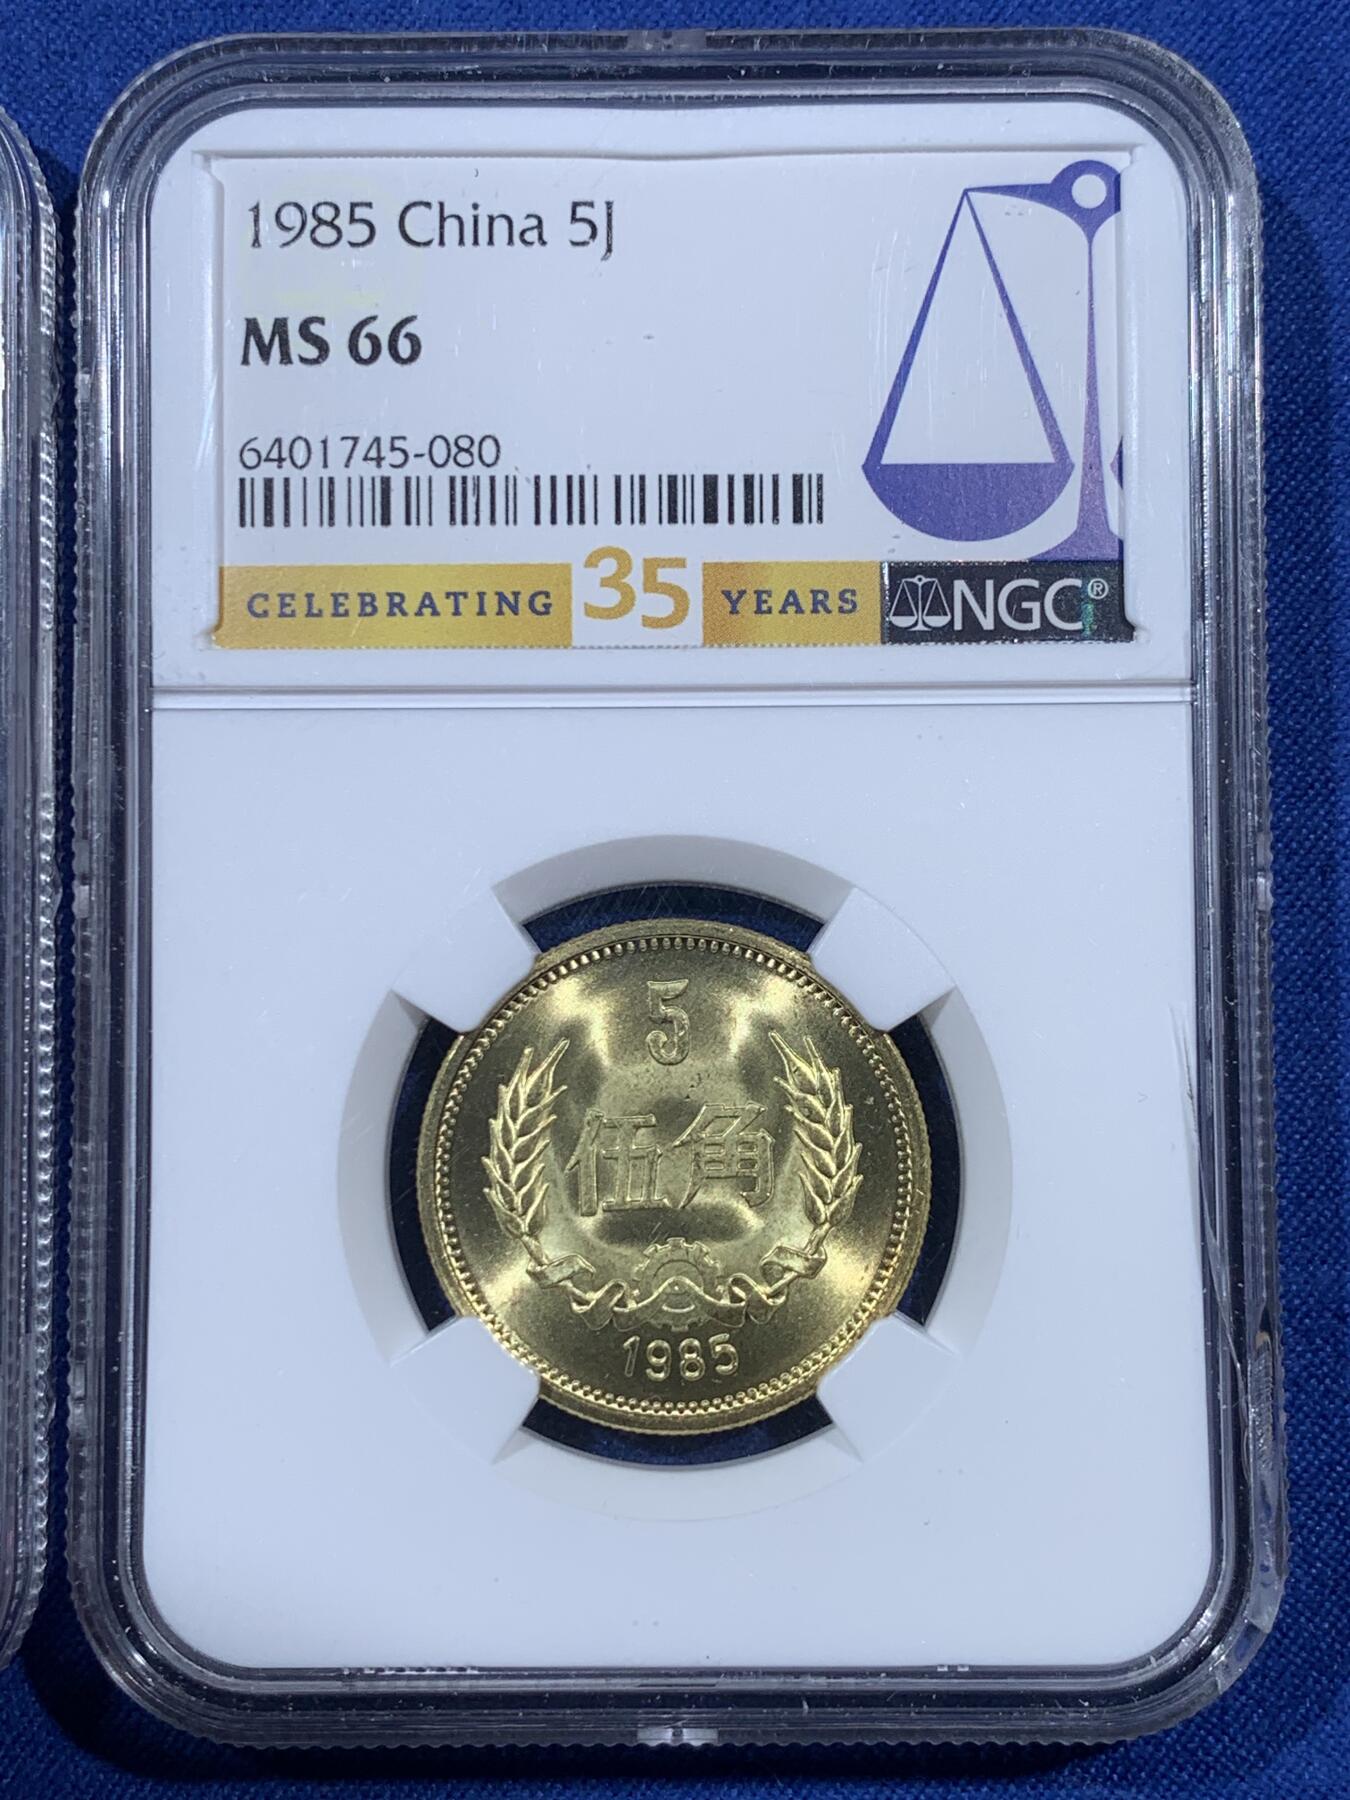 1985 China 5J
MS 66
6401745-080
CELEBRATING 35 YEARS NGC®
5
伍角
1985